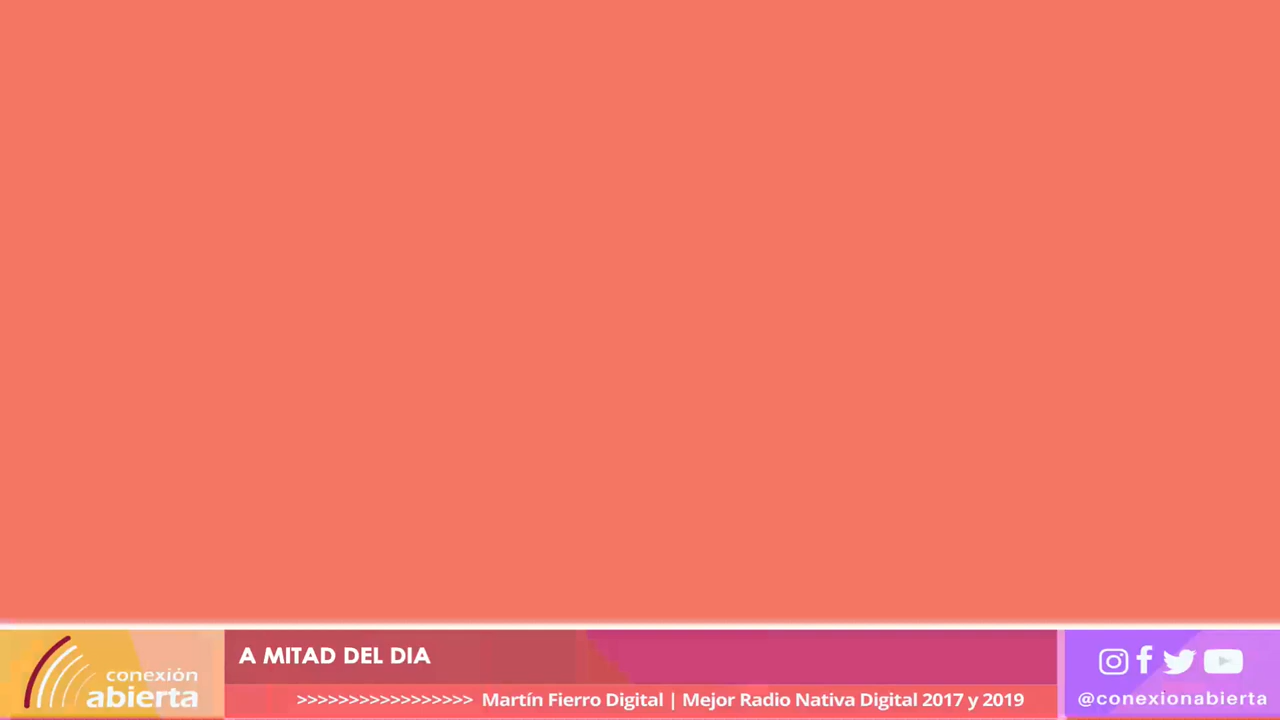 A MITAD DEL DIA
conexión
abierta
>>>>>>>>>>>>>>>>> Martín Fierro Digital | Mejor Radio Nativa Digital 2017 y 2019
@conexionabierta